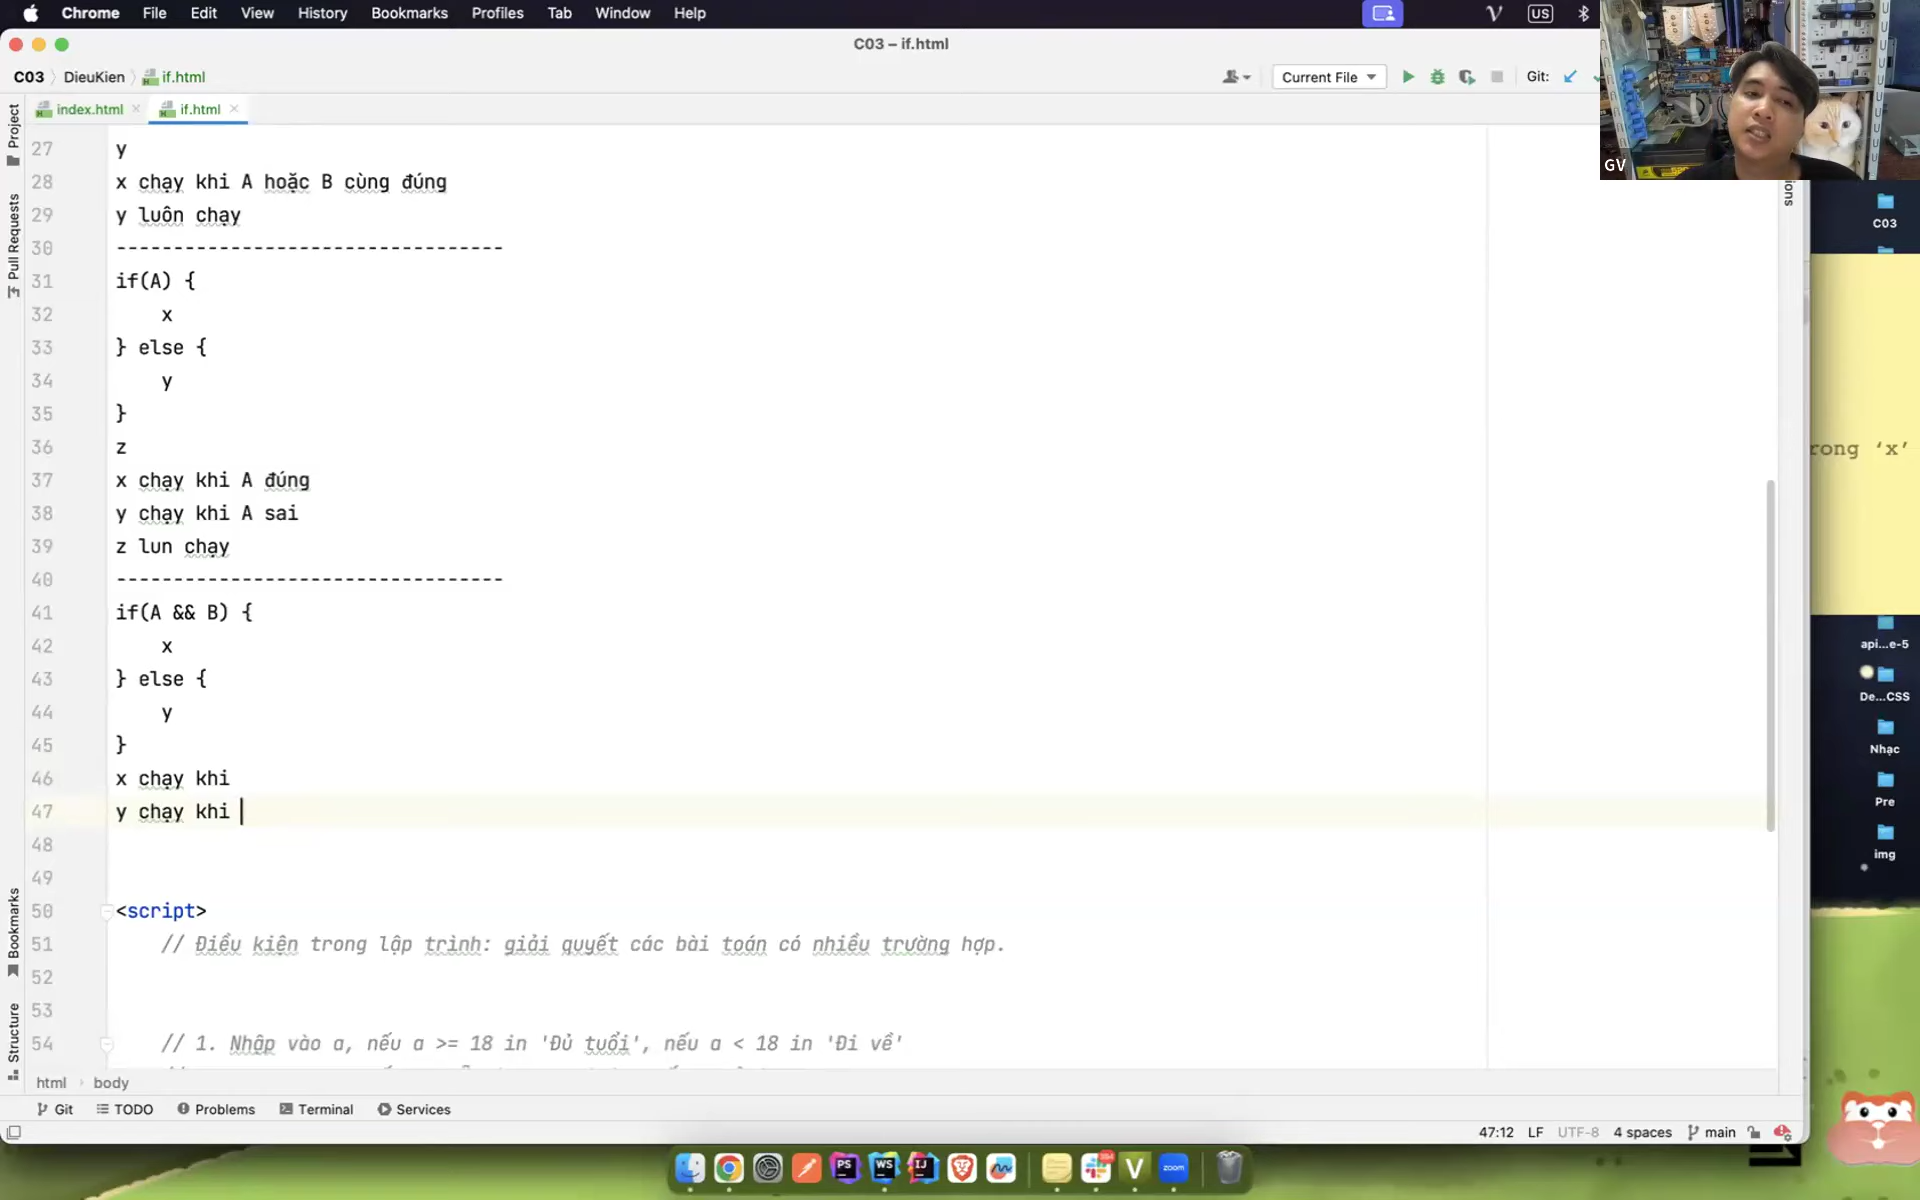 Chrome File Edit View History Bookmarks Profiles Tab Window Help US
C03 – if.html
C03 DieuKien if.html Current File Git:
index.html if.html
Project
Pull Requests
Bookmarks
Structure
27 y
28 x chạy khi A hoặc B cùng đúng
29 y luôn chạy
30 ----------------------------------
31 if(A) {
32 x
33 } else {
34 y
35 }
36 z
37 x chạy khi A đúng
38 y chạy khi A sai
39 z lun chạy
40 ----------------------------------
41 if(A && B) {
42 x
43 } else {
44 y
45 }
46 x chạy khi
47 y chạy khi
48
49
50 <script>
51 // Điều kiện trong lập trình: giải quyết các bài toán có nhiều trường hợp.
52
53
54 // 1. Nhập vào a, nếu a >= 18 in 'Đủ tuổi', nếu a < 18 in 'Đi về'
html body
Git TODO Problems Terminal Services
47:12 LF UTF-8 4 spaces main
GV
ions
C03
rong ‘x’
api...e-5
De...CSS
Nhạc
Pre
img
PS WS IJ V zoom